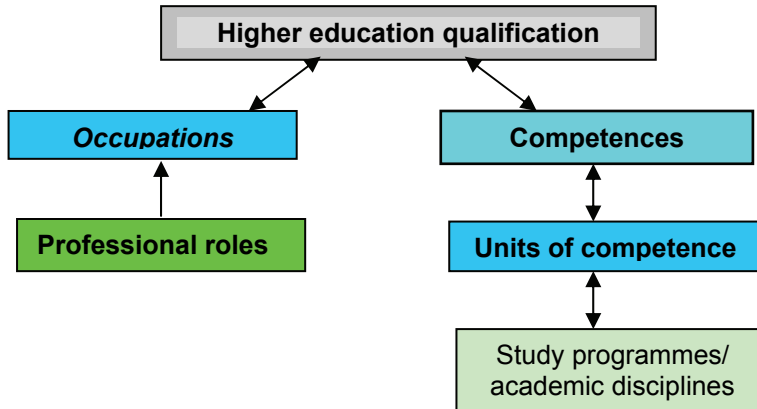 Higher education qualification
Occupations
Competences
Professional roles
Units of competence
Study programmes/
academic disciplines